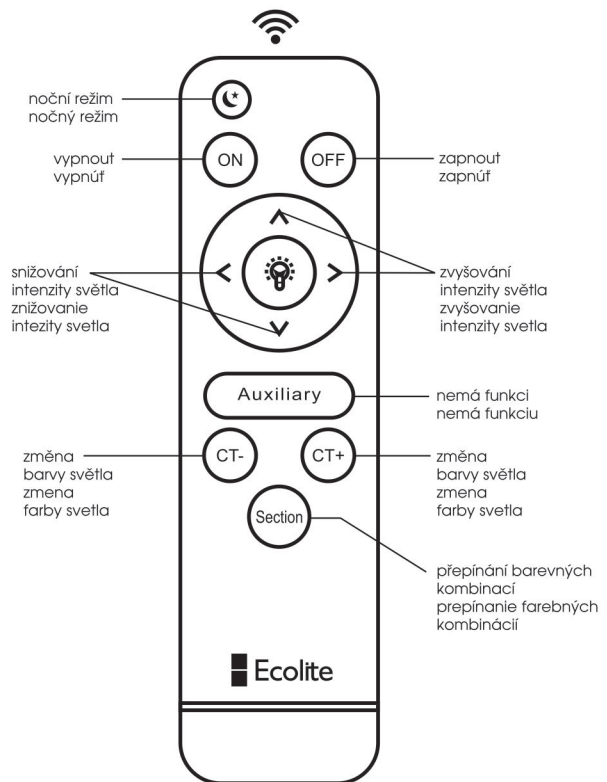 noční režim
nočný režim
ON
OFF
vypnout
vypnúť
zapnout
zapnúť
snižování
intenzity světla
znižovanie
intezity svetla
zvyšování
intenzity světla
zvyšovanie
intenzity svetla
Auxiliary
nemá funkci
nemá funkciu
CT-
CT+
změna
barvy světla
zmena
farby svetla
změna
barvy světla
zmena
farby svetla
Section
přepínání barevných
kombinací
prepínanie farebných
kombinácií
Ecolite